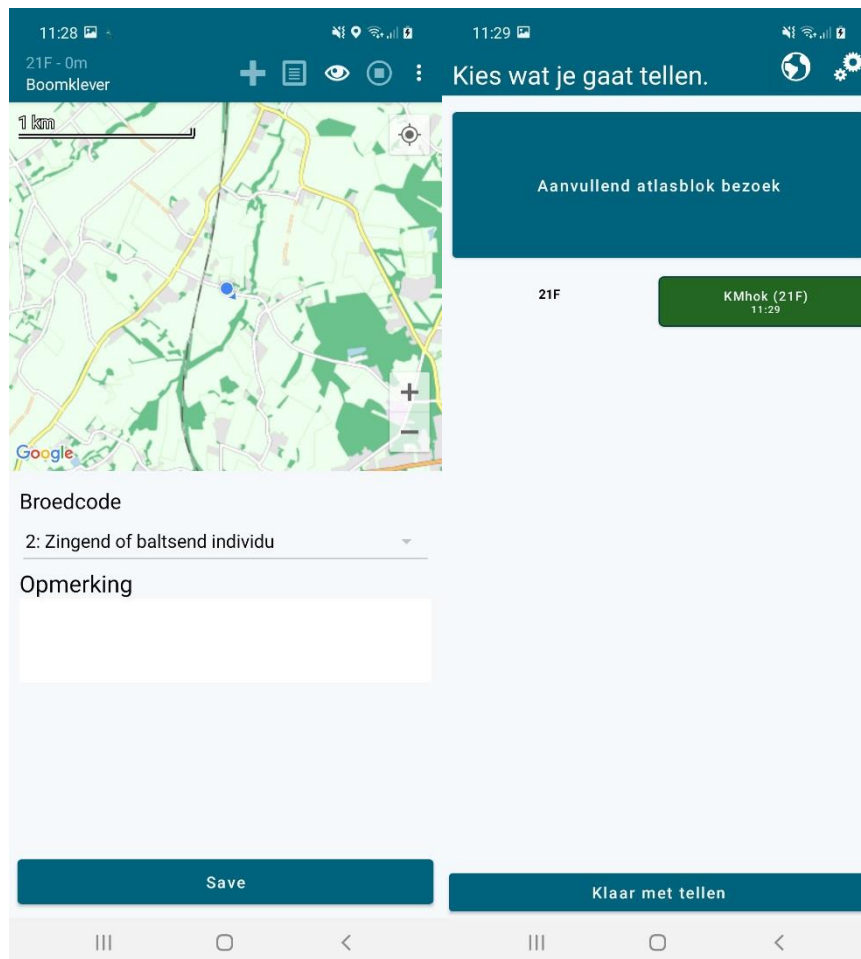 11:28
21F - 0m
Boomklever
1 km
Google
Broedcode
2: Zingend of baltsend individu
Opmerking
Save
11:29
Kies wat je gaat tellen.
Aanvullend atlasblok bezoek
21F
KMhok (21F)
11:29
Klaar met tellen